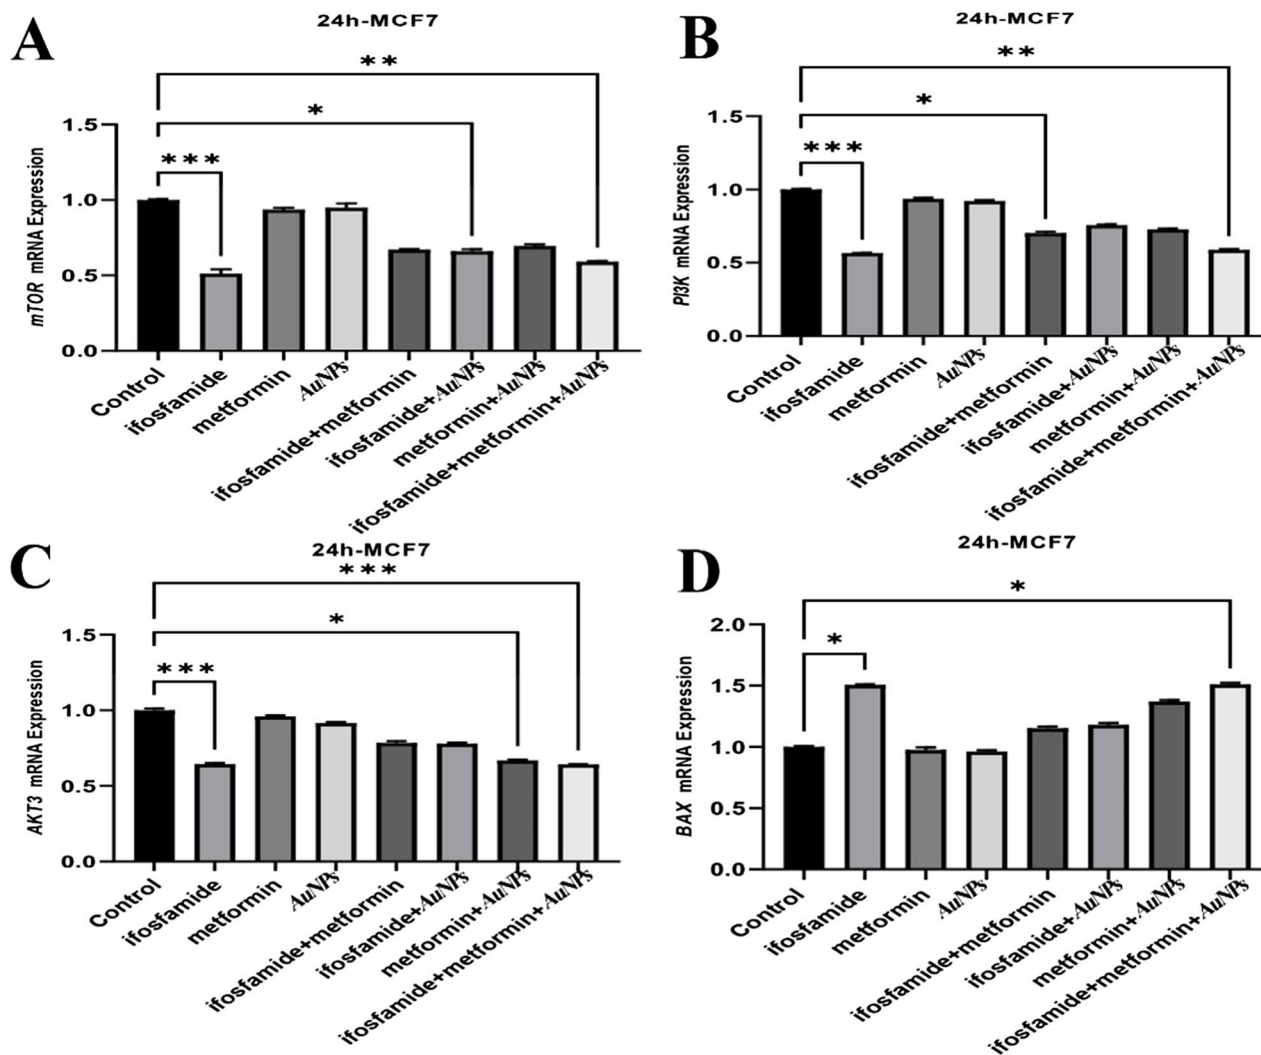 A
24h-MCF7
**
*
***
mTOR mRNA Expression
1.5
1.0
0.5
0.0
Control
ifosfamide
metformin
AuNPs
ifosfamide+metformin
ifosfamide+AuNPs
metformin+AuNPs
ifosfamide+metformin+AuNPs
B
24h-MCF7
**
*
***
PI3K mRNA Expression
1.5
1.0
0.5
0.0
Control
ifosfamide
metformin
AuNPs
ifosfamide+metformin
ifosfamide+AuNPs
metformin+AuNPs
ifosfamide+metformin+AuNPs
C
24h-MCF7
***
*
***
AKT3 mRNA Expression
1.5
1.0
0.5
0.0
Control
ifosfamide
metformin
AuNPs
ifosfamide+metformin
ifosfamide+AuNPs
metformin+AuNPs
ifosfamide+metformin+AuNPs
D
24h-MCF7
*
*
BAX mRNA Expression
2.0
1.5
1.0
0.5
0.0
Control
ifosfamide
metformin
AuNPs
ifosfamide+metformin
ifosfamide+AuNPs
metformin+AuNPs
ifosfamide+metformin+AuNPs